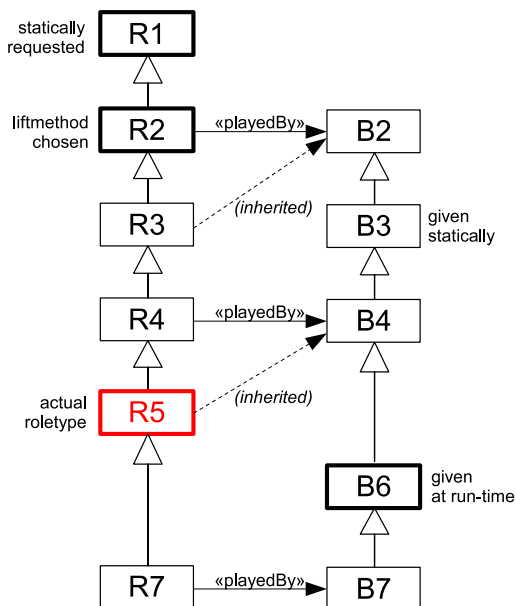 statically
requested
R1
liftmethod
chosen
R2
«playedBy»
B2
R3
(inherited)
B3
given
statically
R4
«playedBy»
B4
actual
roletype
R5
(inherited)
B6
given
at run-time
R7
«playedBy»
B7